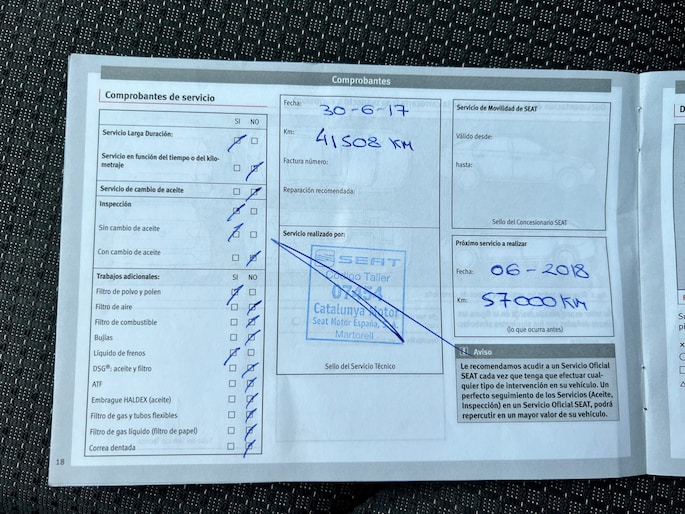 Comprobantes
Comprobantes de servicio
SI NO
Servicio Larga Duración:
Servicio en función del tiempo o del kilo-
metraje
Servicio de cambio de aceite
Inspección
Sin cambio de aceite
Con cambio de aceite
Trabajos adicionales: SI NO
Filtro de polvo y polen
Filtro de aire
Filtro de combustible
Bujías
Líquido de frenos
DSG®: aceite y filtro
ATF
Embrague HALDEX (aceite)
Filtro de gas y tubos flexibles
Filtro de gas líquido (filtro de papel)
Correa dentada
18
Fecha: 30-6-17
Km: 41508 KM
Factura número:
Reparación recomendada:
Servicio realizado por:
SEAT
Código Taller
07454
Catalunya Motor
Seat Motor España, S.A.
Martorell
Sello del Servicio Técnico
Servicio de Movilidad de SEAT
Válido desde:
hasta:
Sello del Concesionario SEAT
Próximo servicio a realizar
Fecha: 06-2018
Km: 57000KM
(lo que ocurra antes)
Aviso
Le recomendamos acudir a un Servicio Oficial
SEAT cada vez que tenga que efectuar cual-
quier tipo de intervención en su vehículo. Un
perfecto seguimiento de los Servicios (Aceite,
Inspección) en un Servicio Oficial SEAT, podrá
repercutir en un mayor valor de su vehículo.